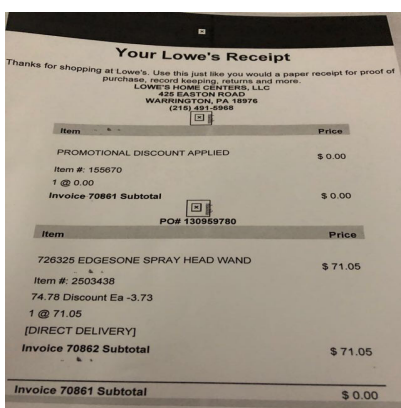 Your Lowe's Receipt
Thanks for shopping at Lowe's. Use this just like you would a paper receipt for proof of
purchase, record keeping, returns and more.
LOWE'S HOME CENTERS, LLC
425 EASTON ROAD
WARRINGTON, PA 18976
(215) 491-5968
Item Price
PROMOTIONAL DISCOUNT APPLIED $ 0.00
Item #: 155670
1 @ 0.00
Invoice 70861 Subtotal $ 0.00
PO# 130959780
Item Price
726325 EDGESONE SPRAY HEAD WAND $ 71.05
Item #: 2503438
74.78 Discount Ea -3.73
1 @ 71.05
[DIRECT DELIVERY]
Invoice 70862 Subtotal $ 71.05
Invoice 70861 Subtotal $ 0.00